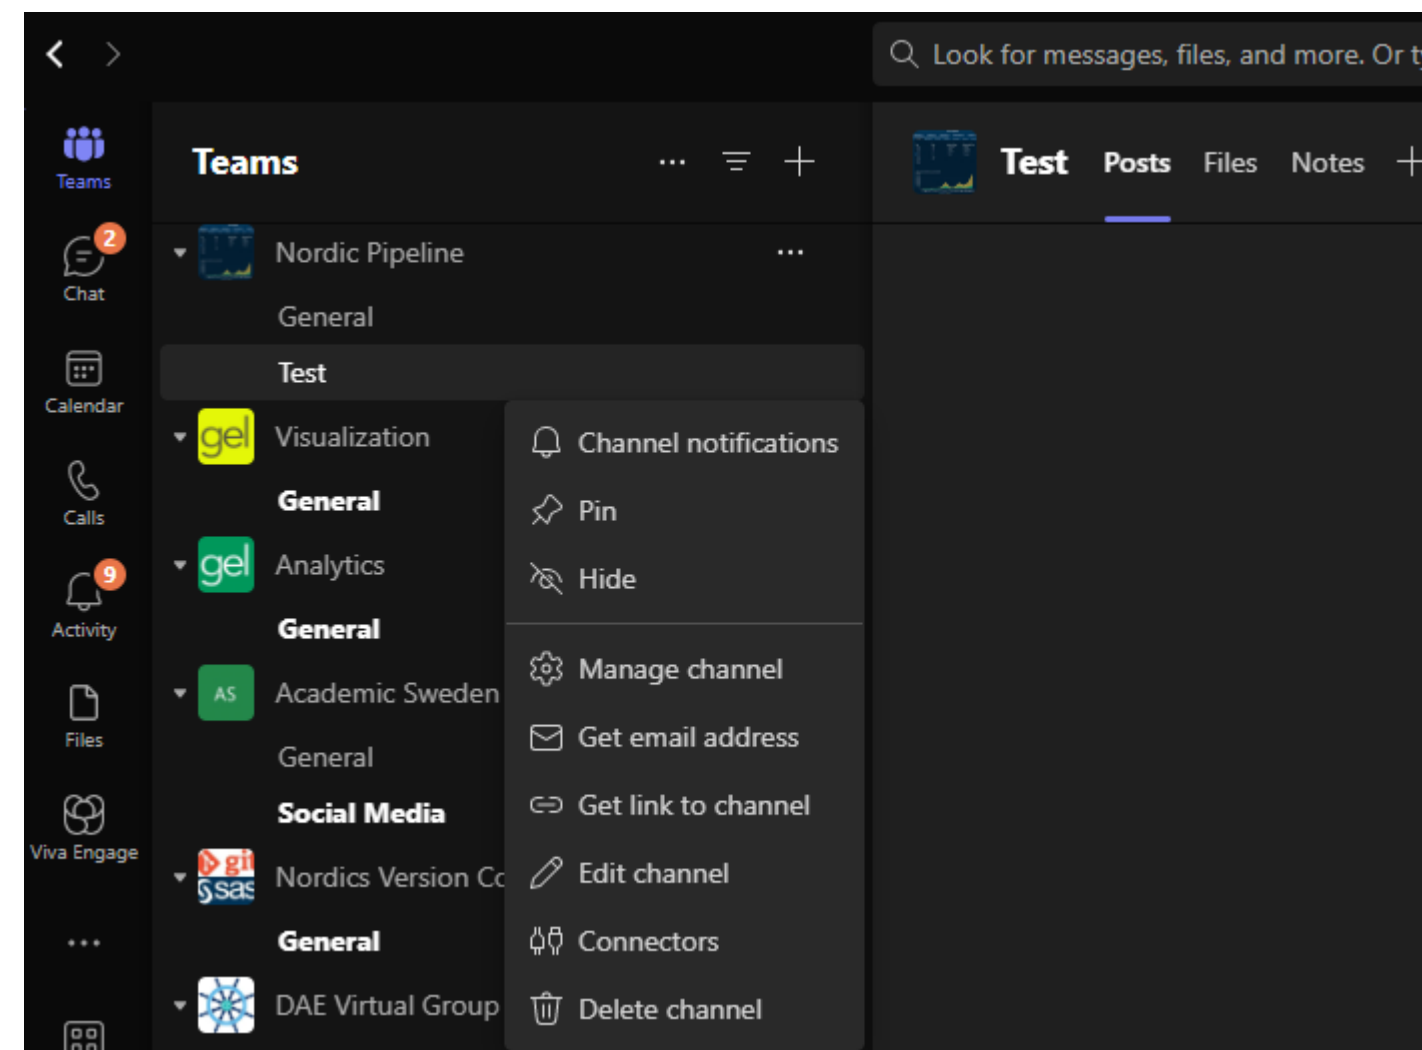 Look for messages, files, and more. Or
Teams
Chat
2
Calendar
Calls
Activity
9
Files
Viva Engage
Teams
Nordic Pipeline
General
Test
gel Visualization
General
gel Analytics
General
AS Academic Sweden
General
Social Media
git
sas
Nordics Version
General
DAE Virtual Group
Channel notifications
Pin
Hide
Manage channel
Get email address
Get link to channel
Edit channel
Connectors
Delete channel
Test Posts Files Notes